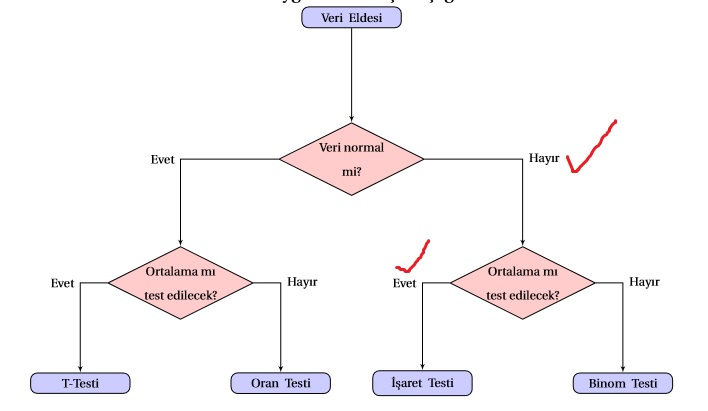 Veri Eldesi
Veri normal
mi?
Evet
Hayır
Ortalama mı
test edilecek?
Evet
Hayır
Ortalama mı
test edilecek?
Evet
Hayır
T-Testi
Oran Testi
İşaret Testi
Binom Testi